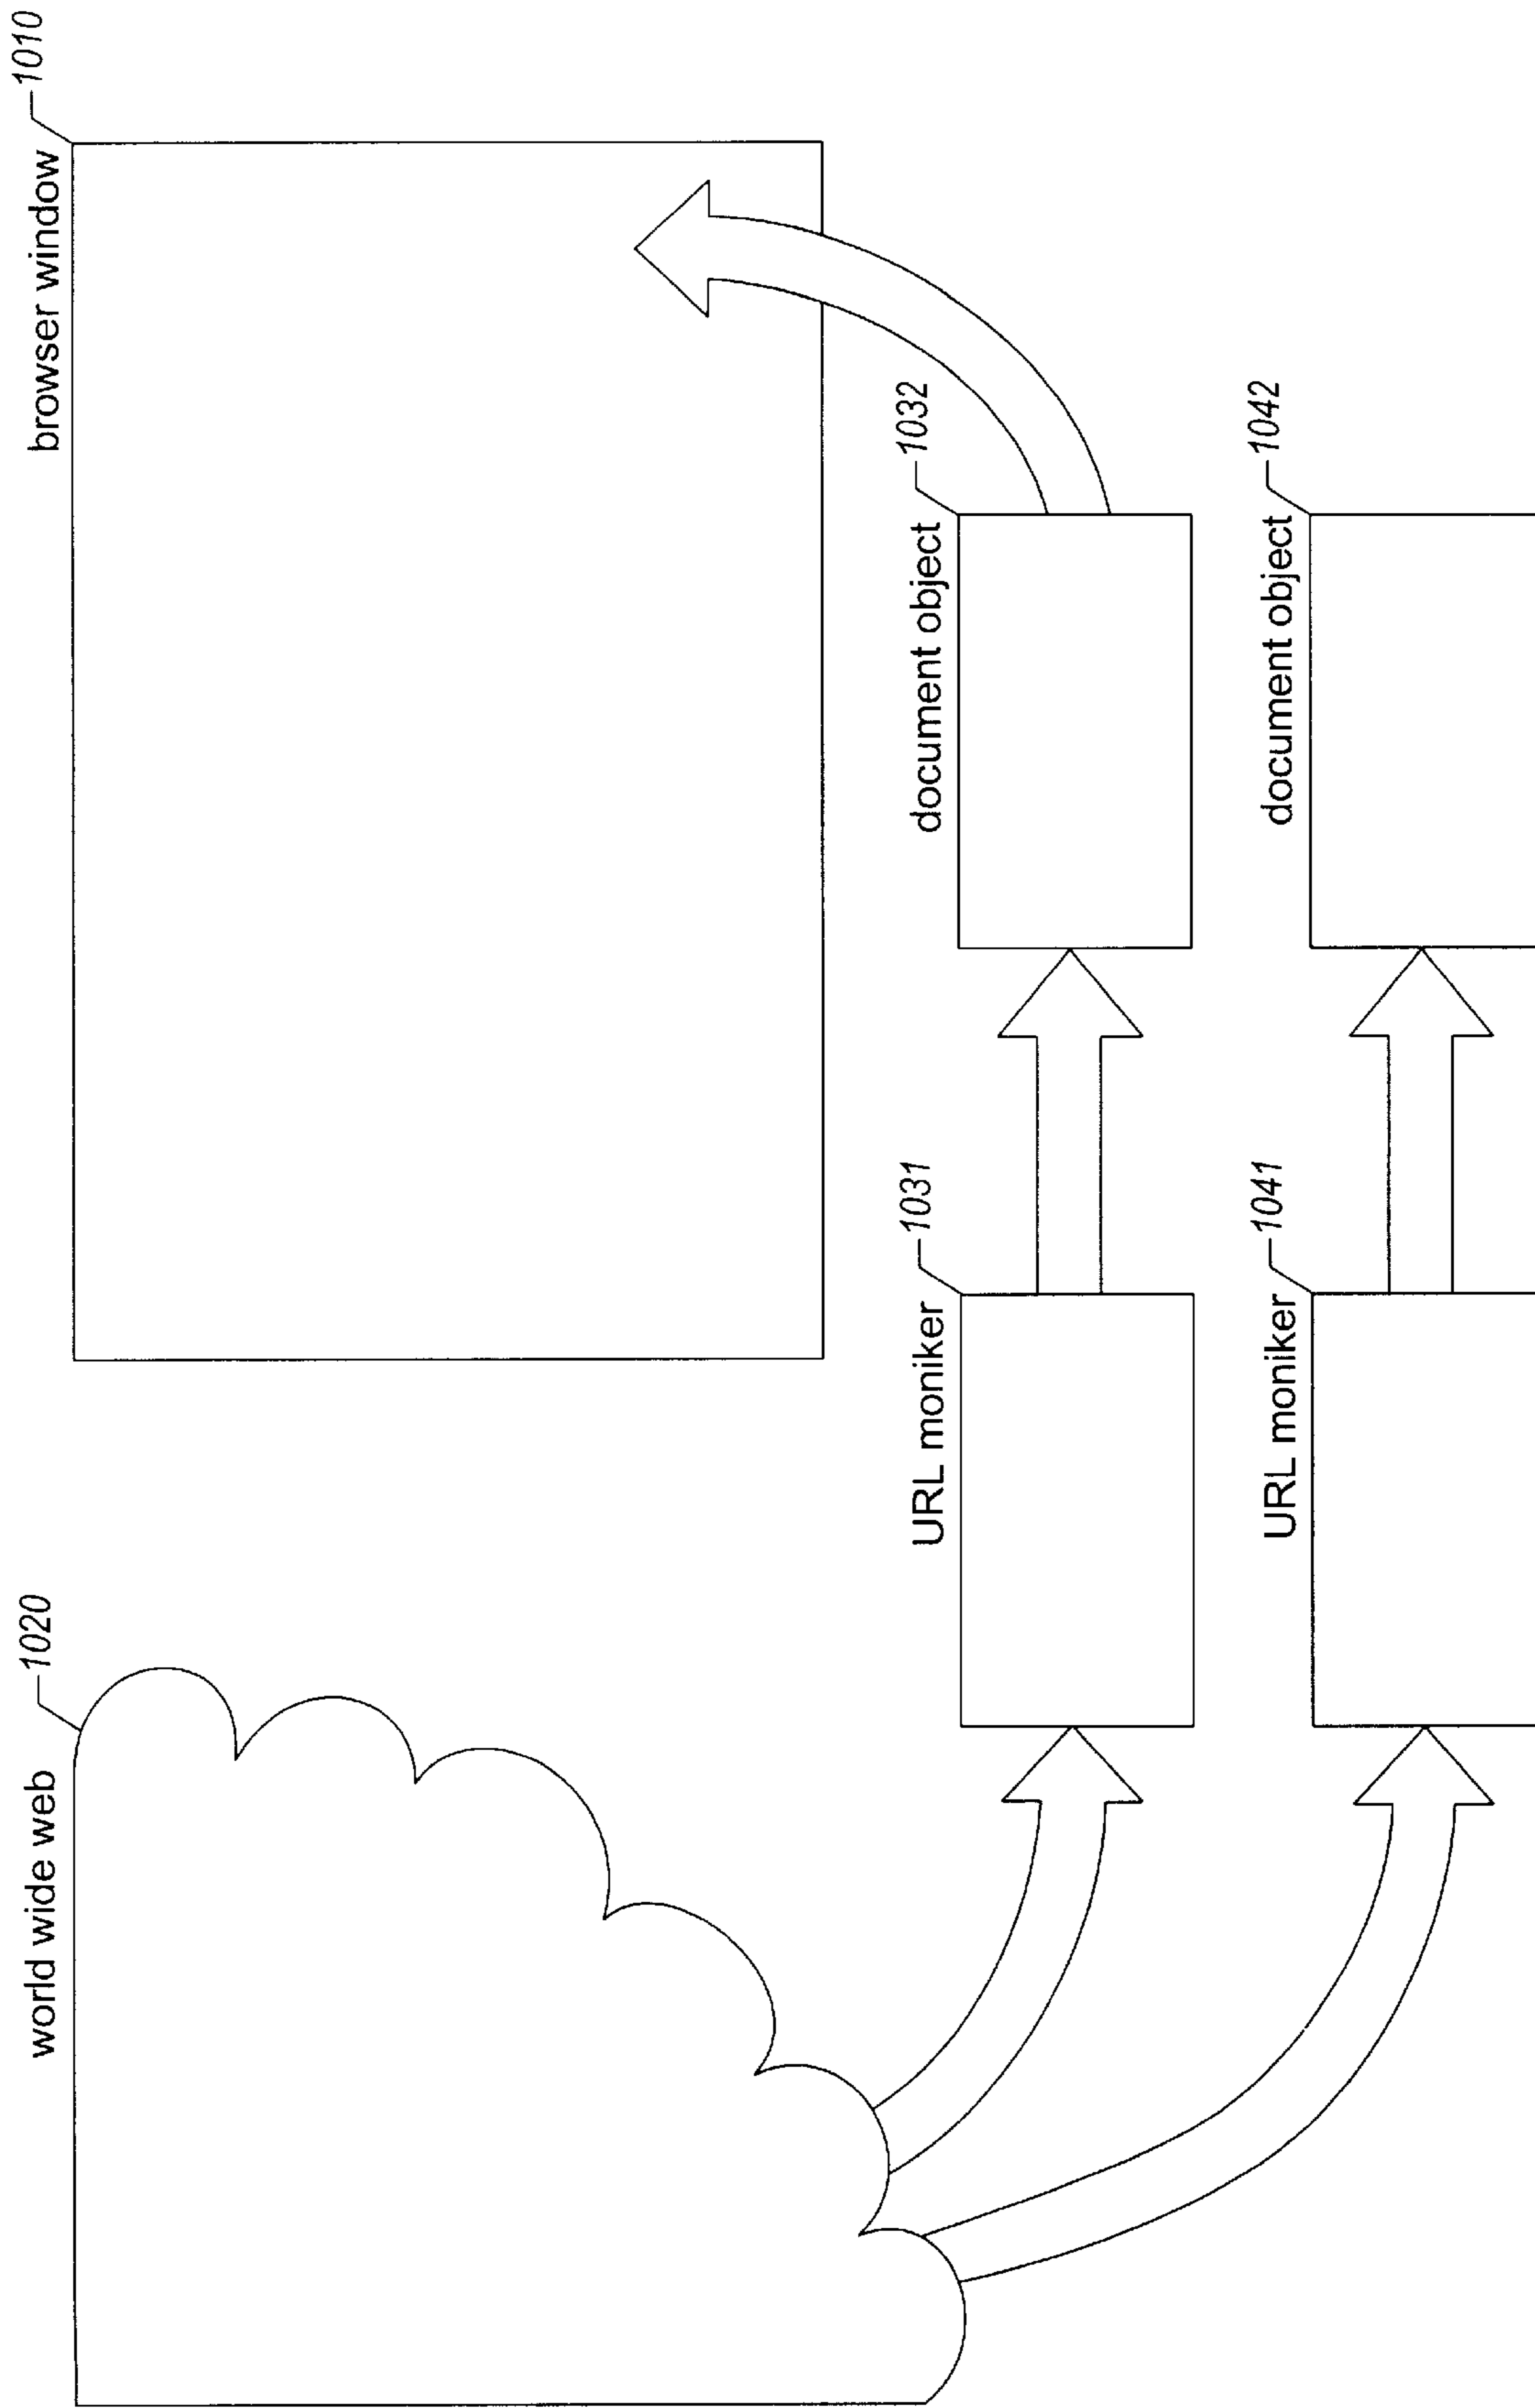 world wide web
1020
browser window
1010
URL moniker
1031
document object
1032
URL moniker
1041
document object
1042